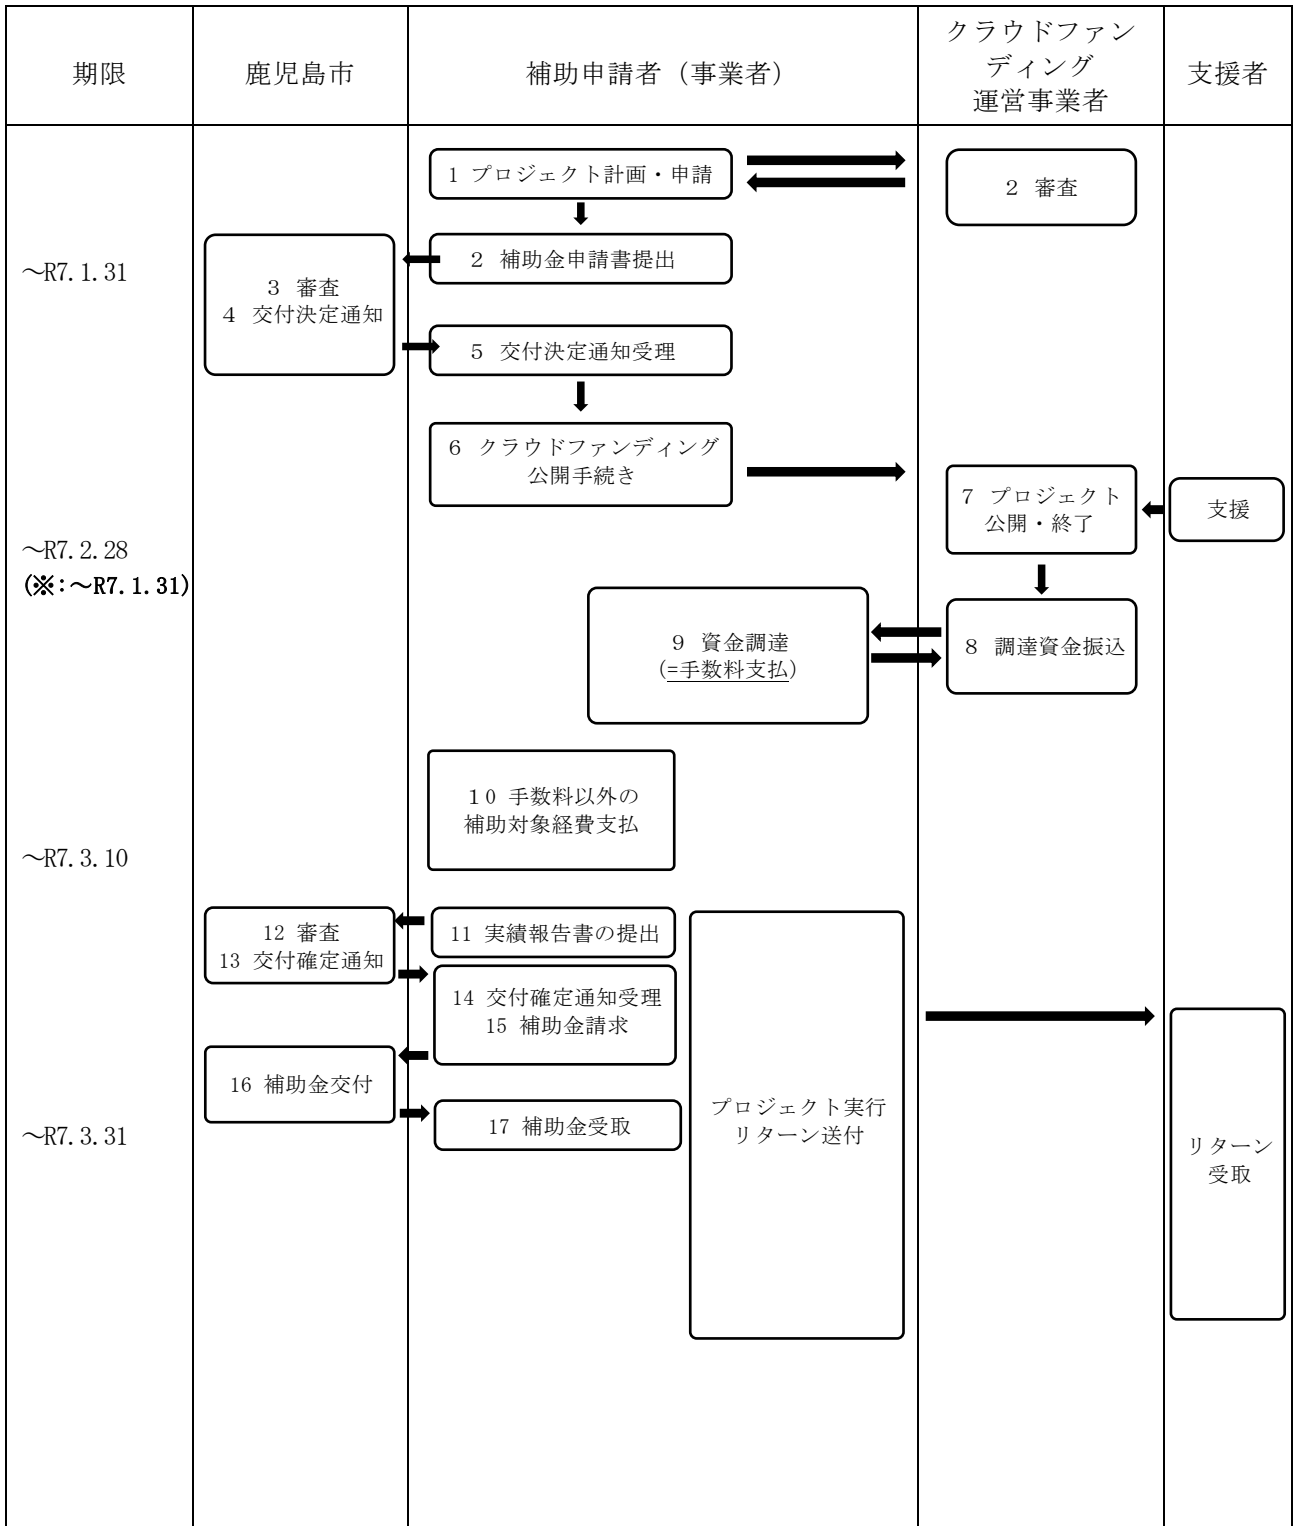 期限
鹿児島市
補助申請者（事業者）
クラウドファン
ディング
運営事業者
支援者
1 プロジェクト計画・申請
2 審査
～R7.1.31
2 補助金申請書提出
3 審査
4 交付決定通知
5 交付決定通知受理
6 クラウドファンディング
公開手続き
7 プロジェクト
公開・終了
支援
～R7.2.28
(※:～R7.1.31)
9 資金調達
(=手数料支払)
8 調達資金振込
10 手数料以外の
補助対象経費支払
～R7.3.10
12 審査
13 交付確定通知
11 実績報告書の提出
14 交付確定通知受理
15 補助金請求
16 補助金交付
17 補助金受取
プロジェクト実行
リターン送付
～R7.3.31
リターン
受取